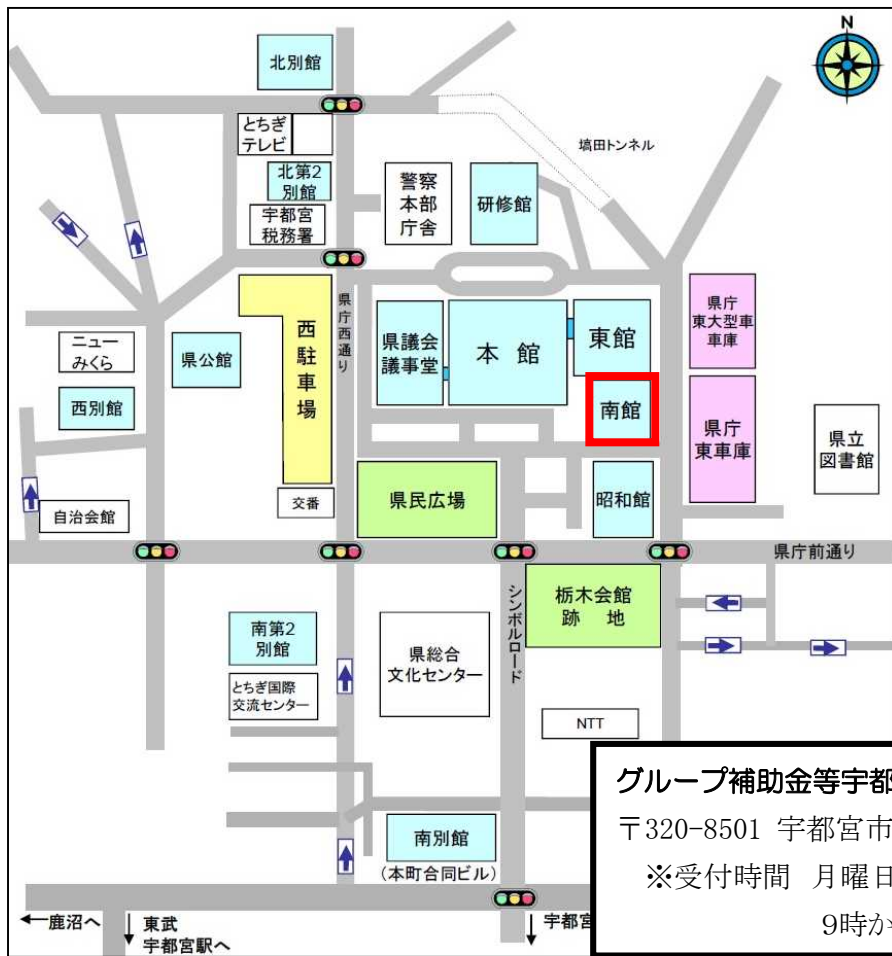 N
北別館
とちぎ
テレビ
北第2
別館
宇都宮
税務署
警察
本部
庁舎
研修館
塙田トンネル
県庁西通り
西駐車場
県議会
議事堂
本館
東館
南館
県庁
東大型車
車庫
県庁
東車庫
県立
図書館
ニュー
みくら
県公館
西別館
自治会館
交番
県民広場
昭和館
県庁前通り
栃木会館
跡地
シンボルロード
南第2
別館
県総合
文化センター
とちぎ国際
交流センター
NTT
南別館
(本町合同ビル)
←鹿沼へ
東武
宇都宮駅へ
宇都宮
グループ補助金等宇都
〒320-8501 宇都宮市
※受付時間 月曜日
9時か